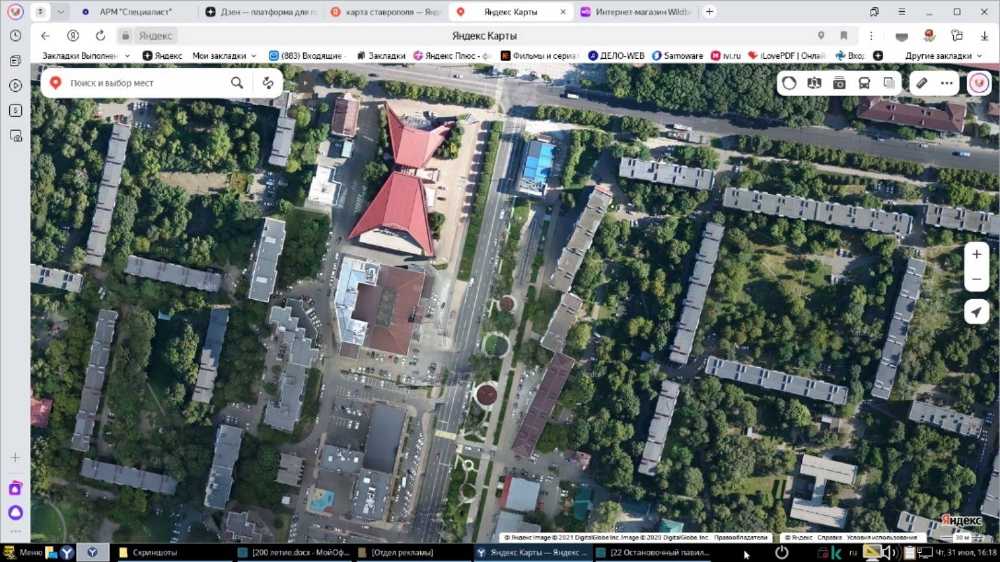 5
АРМ "Специалист"
Дзен — платформа для п
карта ставрополя — Янде
Яндекс Карты
Интернет-магазин Wildbe
Яндекс
Яндекс Карты
Закладки Выполнен
Яндекс
Мои закладки
(883) Входящие -
Закладки
Яндекс Плюс - фи
Фильмы и сериал
ДЕЛО-WEB
Samoware
ivi.ru
iLovePDF | Онлай
Вход
Другие закладки
Поиск и выбор мест
5
Yandex
Яндекс
© Яндекс Image © 2021 DigitalGlobe Inc. Image © 2020 DigitalGlobe, Inc. Правообладатели
© Яндекс Справка Условия использования
30 м
Меню
Скриншоты
[200 летие.docx - МойОф...
[Отдел рекламы]
Яндекс Карты — Яндекс ...
[22 Остановочный павил...
ru
Чт, 31 июл, 16:18